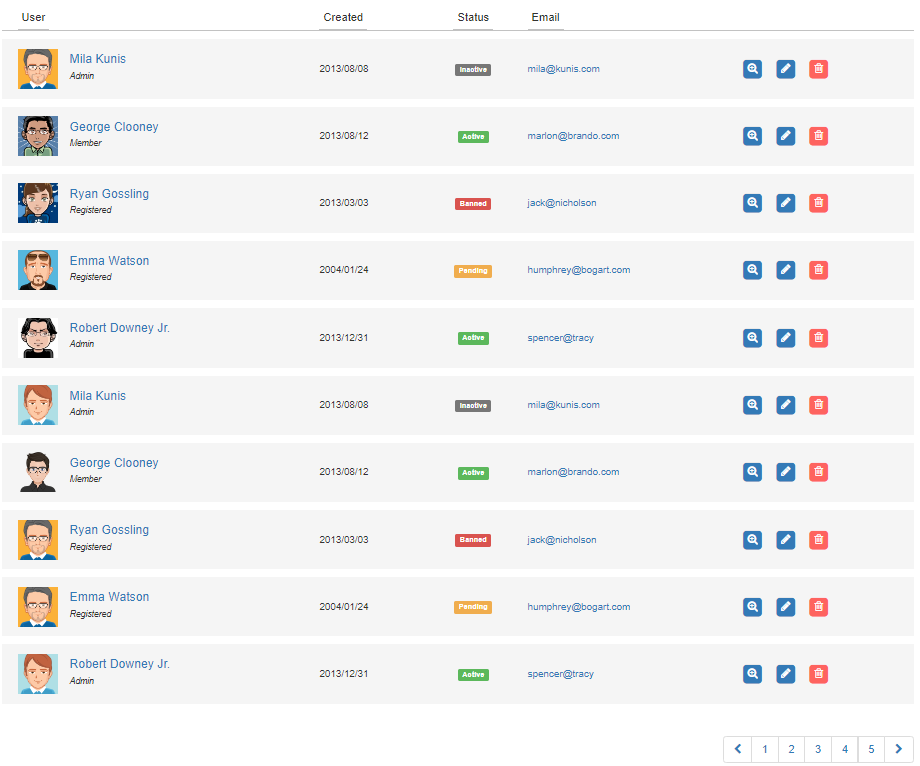 User Created Status Email
Mila Kunis
Admin
2013/08/08 Inactive mila@kunis.com
George Clooney
Member
2013/08/12 Active marlon@brando.com
Ryan Gossling
Registered
2013/03/03 Banned jack@nicholson
Emma Watson
Registered
2004/01/24 Pending humphrey@bogart.com
Robert Downey Jr.
Admin
2013/12/31 Active spencer@tracy
Mila Kunis
Admin
2013/08/08 Inactive mila@kunis.com
George Clooney
Member
2013/08/12 Active marlon@brando.com
Ryan Gossling
Registered
2013/03/03 Banned jack@nicholson
Emma Watson
Registered
2004/01/24 Pending humphrey@bogart.com
Robert Downey Jr.
Admin
2013/12/31 Active spencer@tracy
1 2 3 4 5